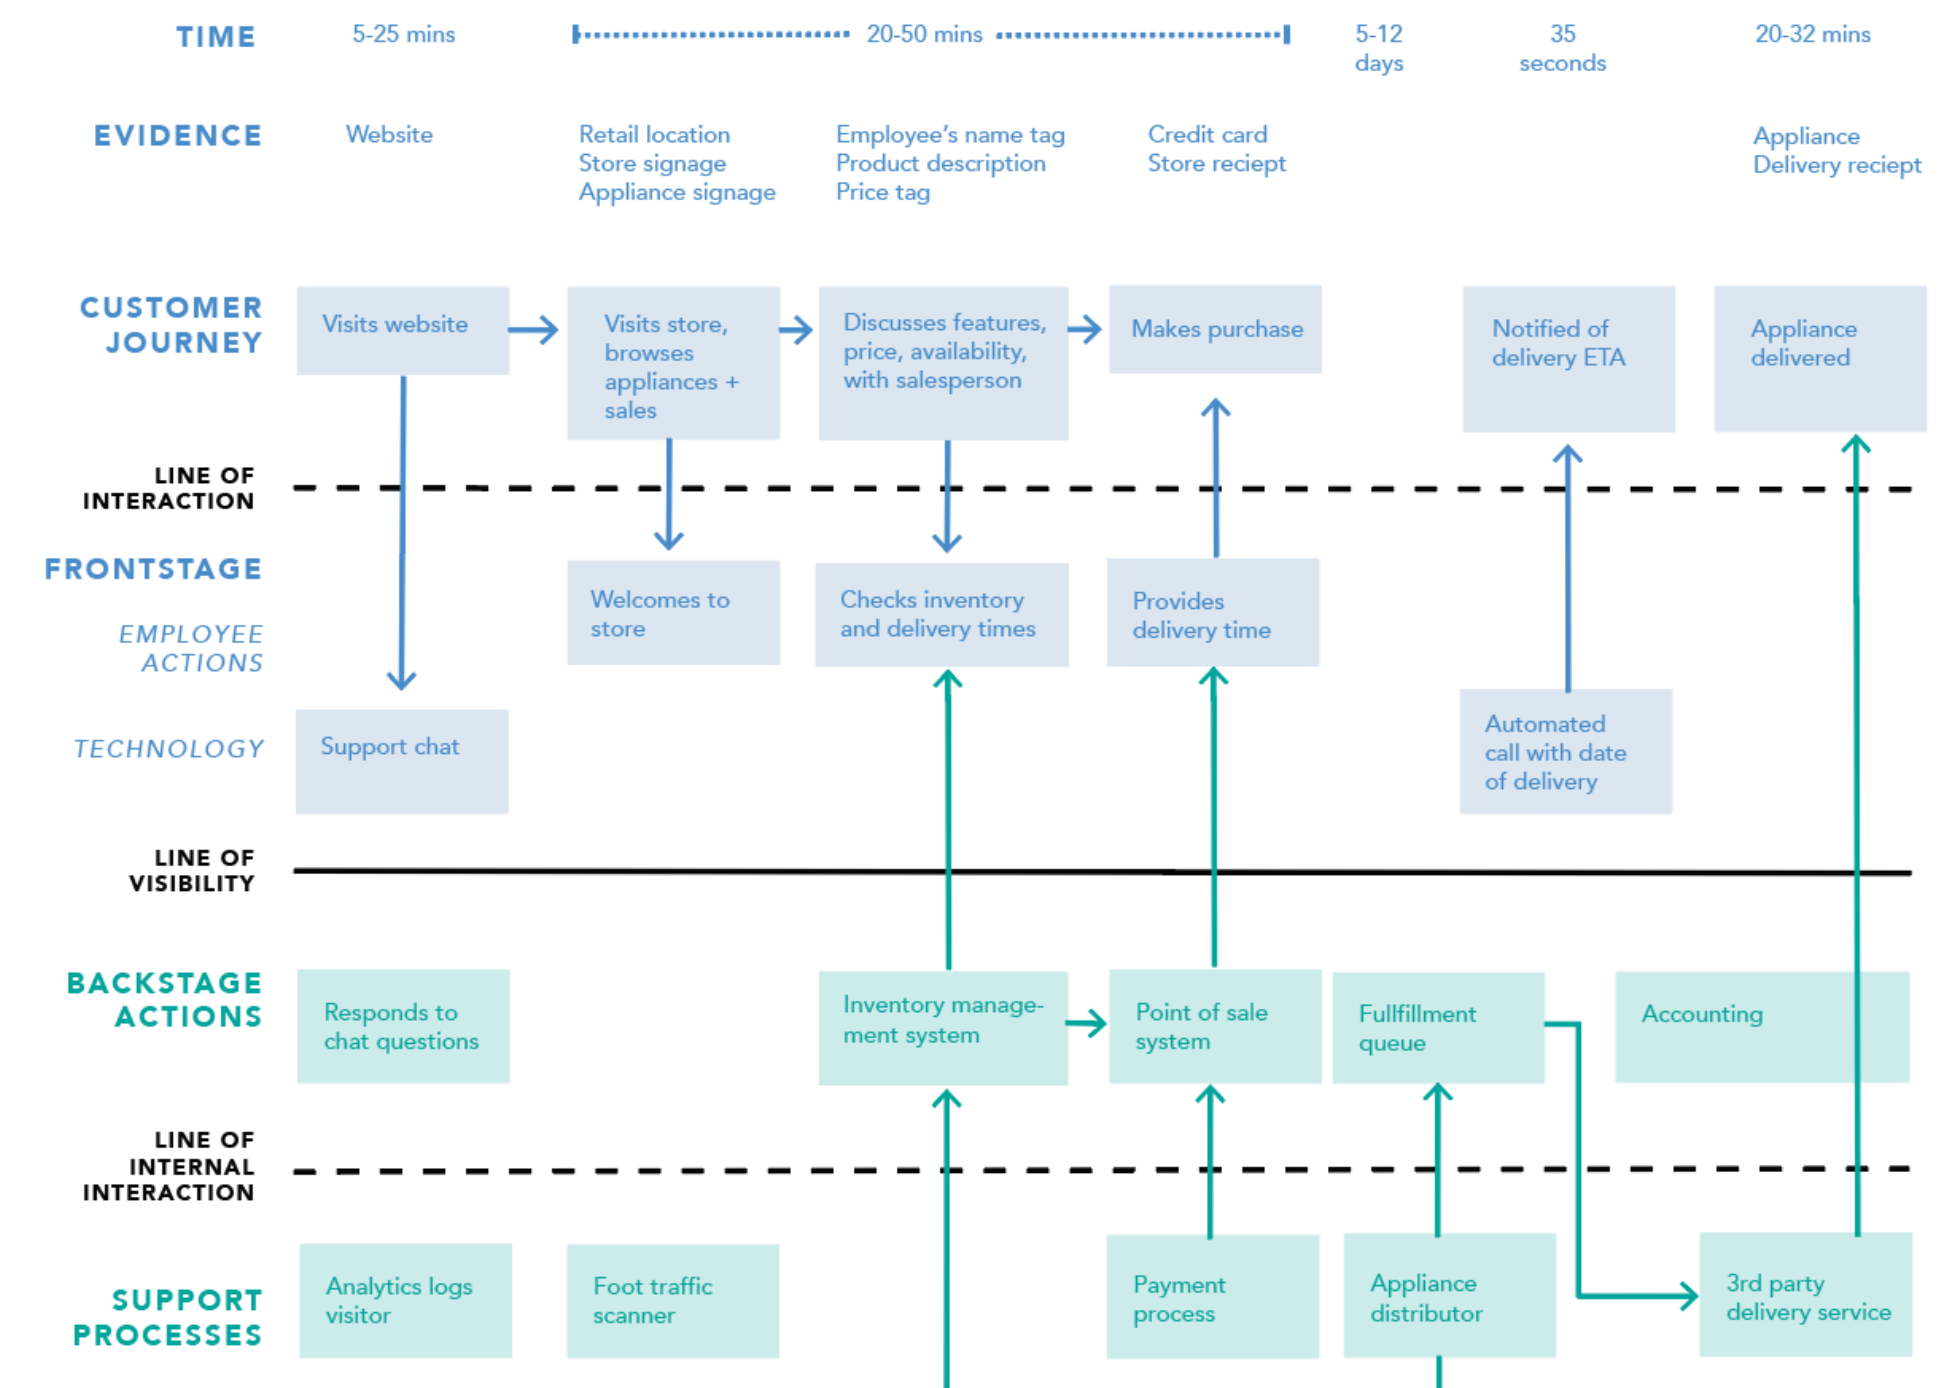 TIME
5-25 mins
20-50 mins
5-12
days
35
seconds
20-32 mins
EVIDENCE
Website
Retail location
Store signage
Appliance signage
Employee’s name tag
Product description
Price tag
Credit card
Store reciept
Appliance
Delivery reciept
CUSTOMER
JOURNEY
Visits website
Visits store,
browses
appliances +
sales
Discusses features,
price, availability,
with salesperson
Makes purchase
Notified of
delivery ETA
Appliance
delivered
LINE OF
INTERACTION
FRONTSTAGE
EMPLOYEE
ACTIONS
Welcomes to
store
Checks inventory
and delivery times
Provides
delivery time
TECHNOLOGY
Support chat
Automated
call with date
of delivery
LINE OF
VISIBILITY
BACKSTAGE
ACTIONS
Responds to
chat questions
Inventory manage-
ment system
Point of sale
system
Fullfillment
queue
Accounting
LINE OF
INTERNAL
INTERACTION
SUPPORT
PROCESSES
Analytics logs
visitor
Foot traffic
scanner
Payment
process
Appliance
distributor
3rd party
delivery service